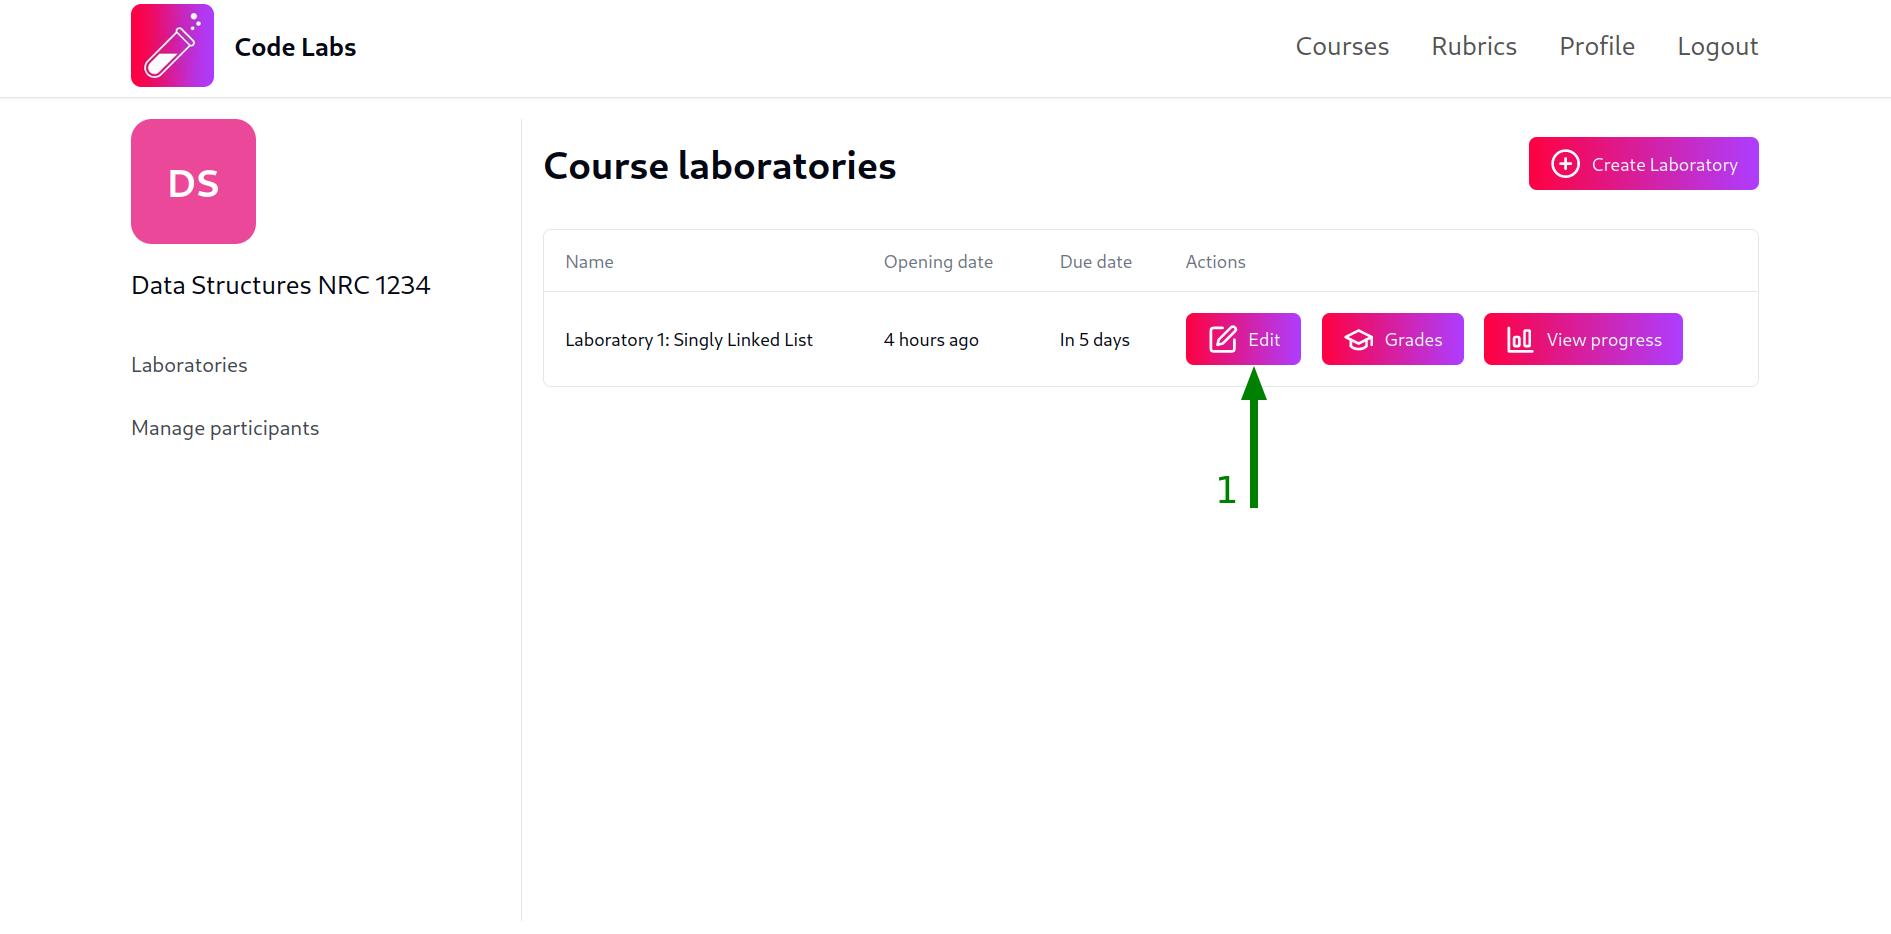 Code Labs
Courses Rubrics Profile Logout
DS
Data Structures NRC 1234
Laboratories
Manage participants
Course laboratories
Create Laboratory
Name Opening date Due date Actions
Laboratory 1: Singly Linked List 4 hours ago In 5 days Edit Grades View progress
1